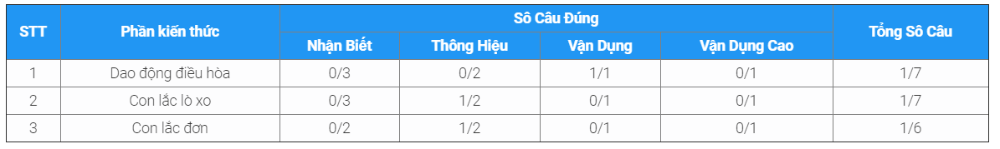 STT Phần kiến thức Sô Câu Đúng Tổng Sô Câu
Nhận Biết Thông Hiệu Vận Dụng Vận Dụng Cao
1 Dao động điều hòa 0/3 0/2 1/1 0/1 1/7
2 Con lắc lò xo 0/3 1/2 0/1 0/1 1/7
3 Con lắc đơn 0/2 1/2 0/1 0/1 1/6